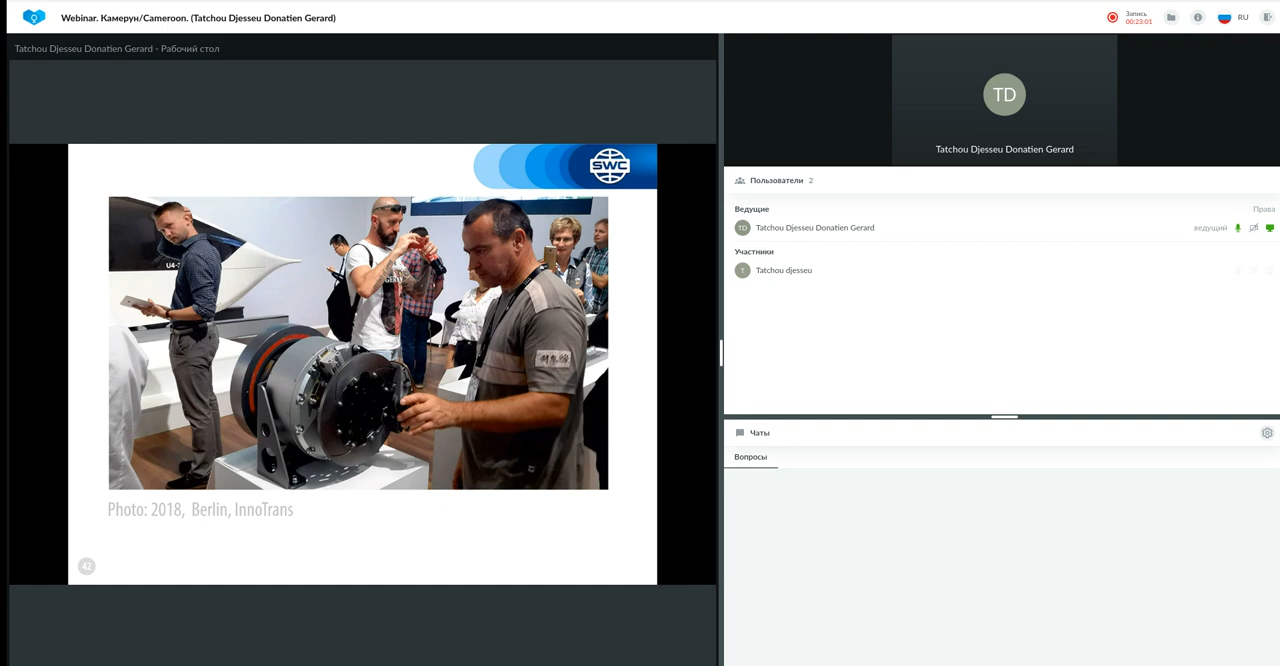 Webinar. Камерун/Cameroon. (Tatchou Djesseu Donatien Gerard)
Запись
00:23:01
RU
Tatchou Djesseu Donatien Gerard - Рабочий стол
SWC
U4-
Photo: 2018, Berlin, InnoTrans
42
TD
Tatchou Djesseu Donatien Gerard
Пользователи 2
Ведущие Права
TD Tatchou Djesseu Donatien Gerard ведущий
Участники
T Tatchou djesseu
Чаты
Вопросы